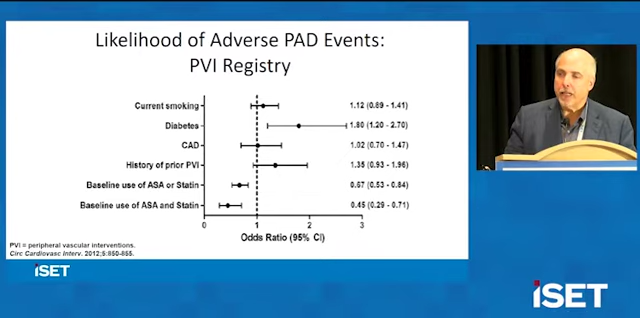 Likelihood of Adverse PAD Events:
PVI Registry
Current smoking 1.12 (0.89 - 1.41)
Diabetes 1.80 (1.20 - 2.70)
CAD 1.02 (0.70 - 1.47)
History of prior PVI 1.35 (0.93 - 1.96)
Baseline use of ASA or Statin 0.67 (0.53 - 0.84)
Baseline use of ASA and Statin 0.45 (0.29 - 0.71)
0 1 2 3
Odds Ratio (95% CI)
PVI = peripheral vascular interventions.
Circ Cardiovasc Interv. 2012;5:850-855.
iSET
iSET